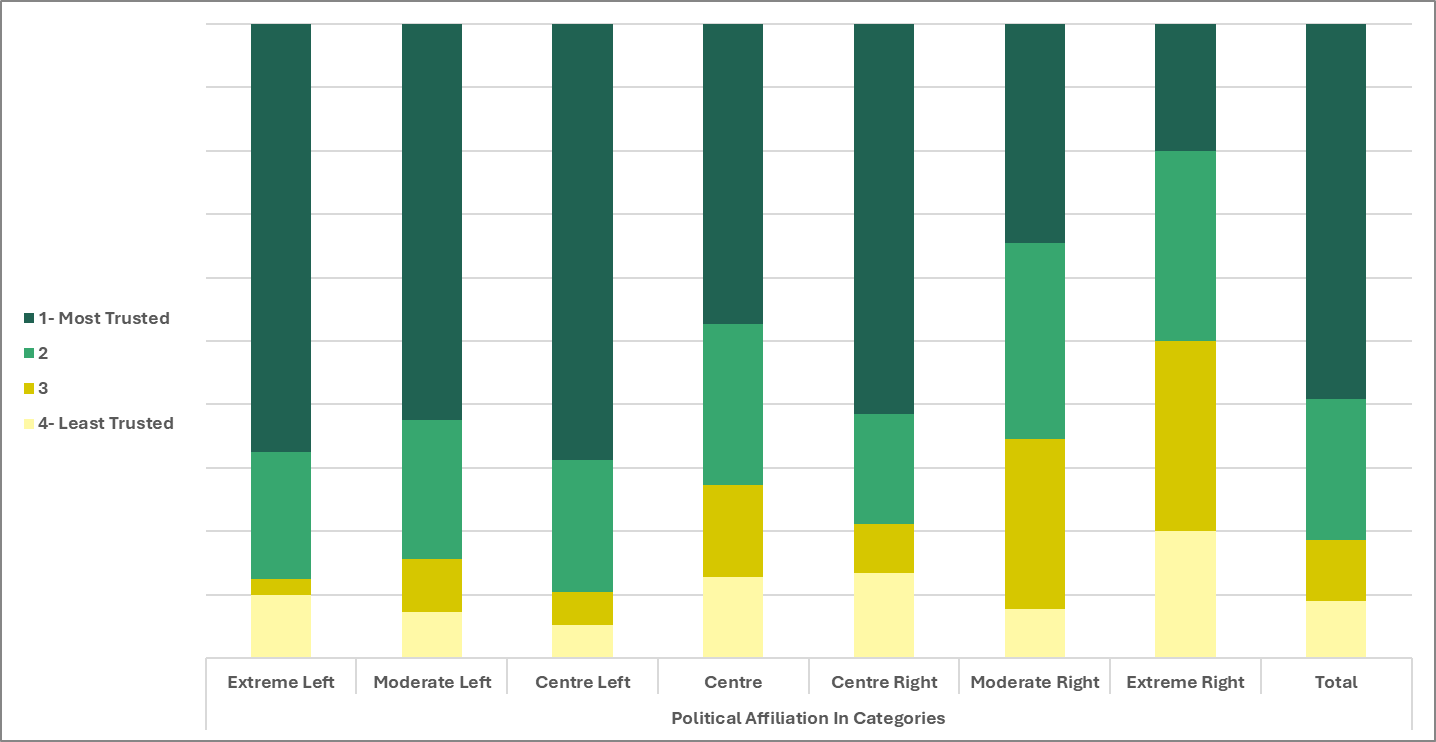 1- Most Trusted
2
3
4- Least Trusted
Extreme Left
Moderate Left
Centre Left
Centre
Centre Right
Moderate Right
Extreme Right
Total
Political Affiliation In Categories